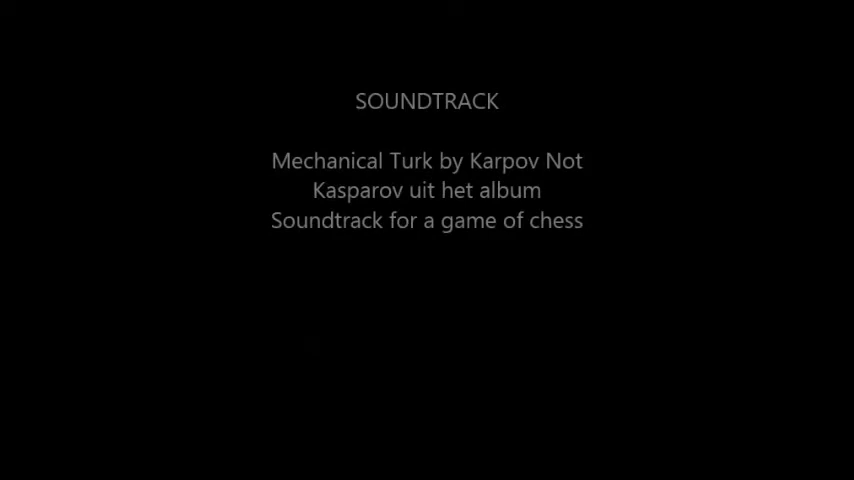 SOUNDTRACK
Mechanical Turk by Karpov Not
Kasparov uit het album
Soundtrack for a game of chess